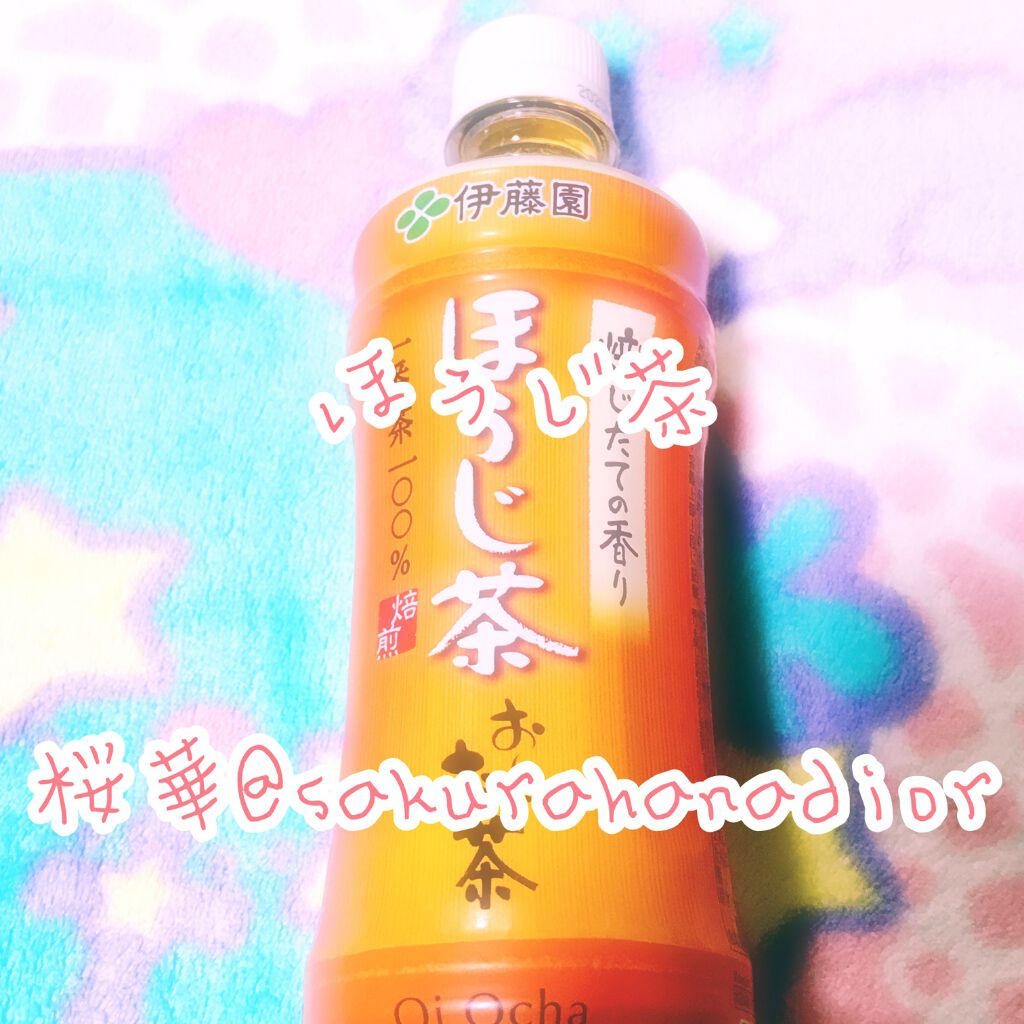 伊藤園
焙じたての香り
ほうじ茶
一番茶100%
焙煎
お〜いお茶
ほうじ茶
桜華@sakurahanadior
Oi Ocha